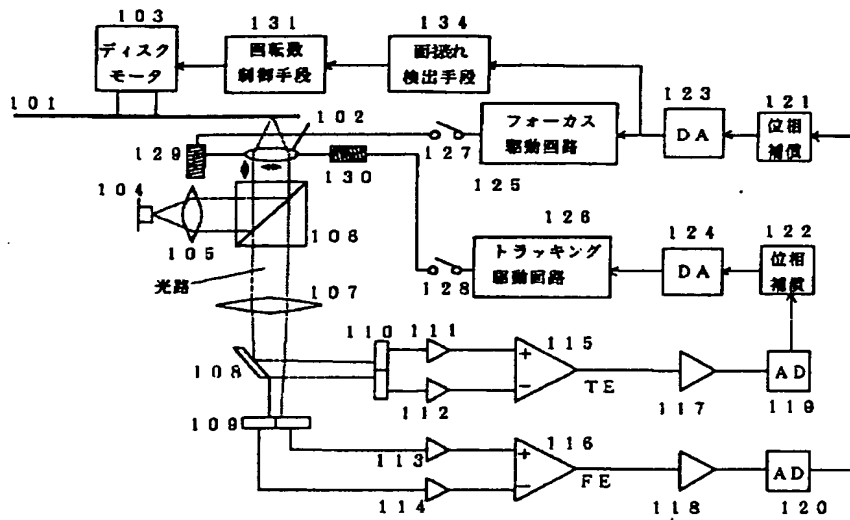 103
131
134
ディスク
モータ
回転数
制御手段
面振れ
検出手段
101
102
123
121
フォーカス
駆動回路
DA
位相
補償
127
125
129
130
104
105
106
126
124
122
トラッキング
駆動回路
DA
位相
補償
128
光路
107
110
111
115
108
+
−
TE
117
AD
119
112
109
116
113
+
−
FE
118
AD
120
114